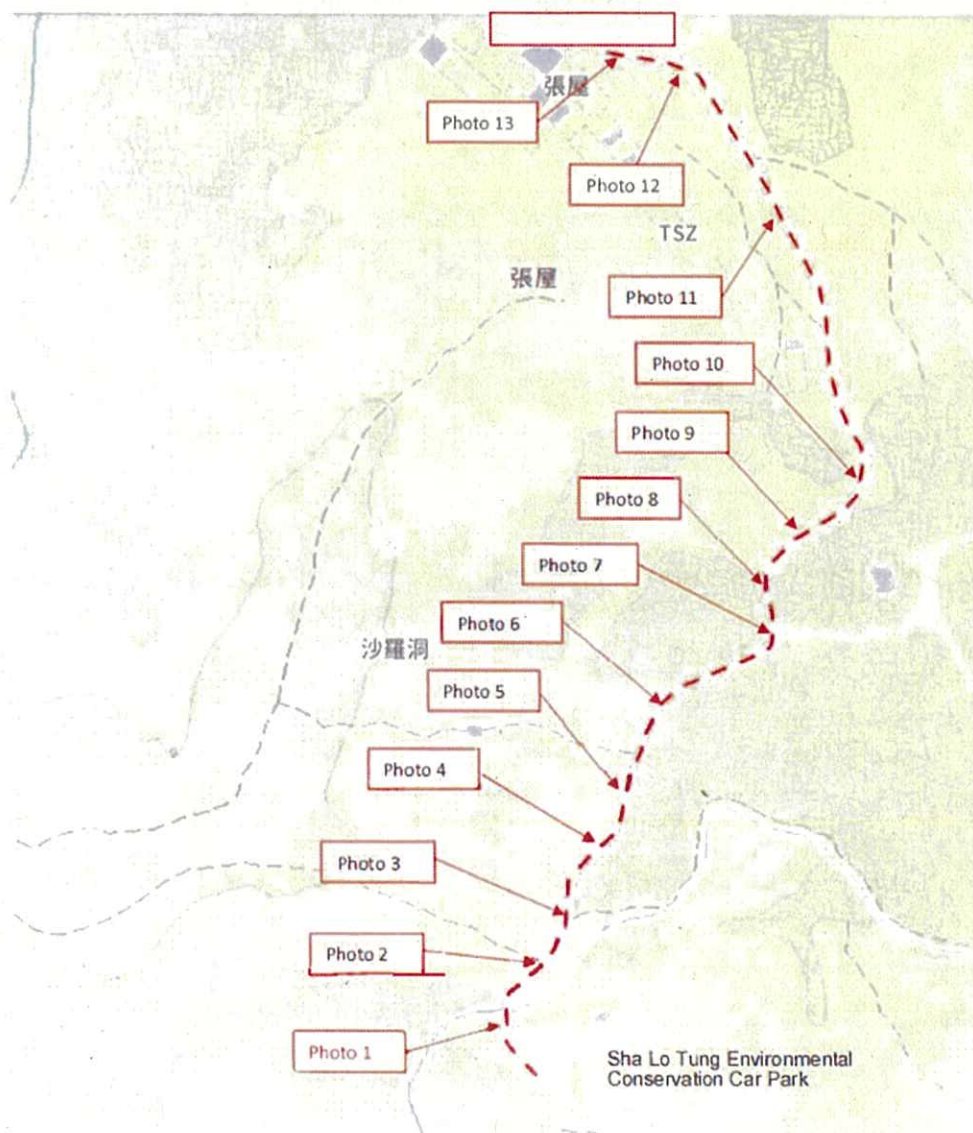 張屋
Photo 13
Photo 12
TSZ
張屋
Photo 11
Photo 10
Photo 9
Photo 8
Photo 7
Photo 6
沙羅洞
Photo 5
Photo 4
Photo 3
Photo 2
Photo 1
Sha Lo Tung Environmental
Conservation Car Park